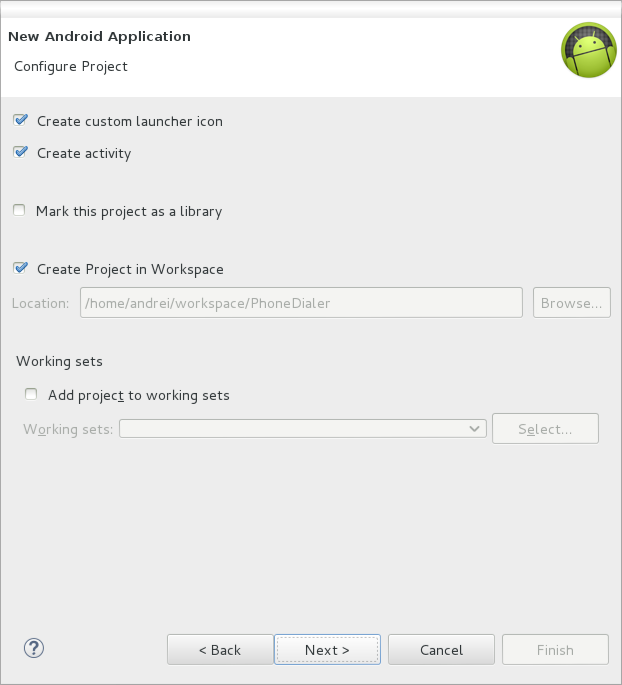 New Android Application
Configure Project
Create custom launcher icon
Create activity
Mark this project as a library
Create Project in Workspace
Location: /home/andrei/workspace/PhoneDialer Browse...
Working sets
Add project to working sets
Working sets: Select...
? < Back Next > Cancel Finish